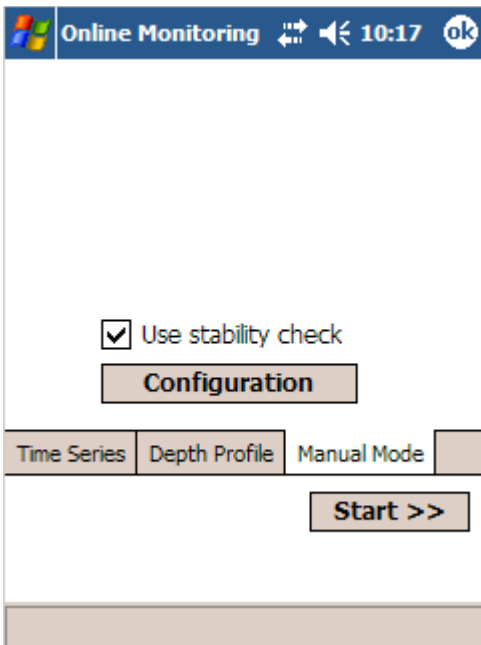 Online Monitoring 10:17 ok
Use stability check
Configuration
Time Series Depth Profile Manual Mode
Start >>